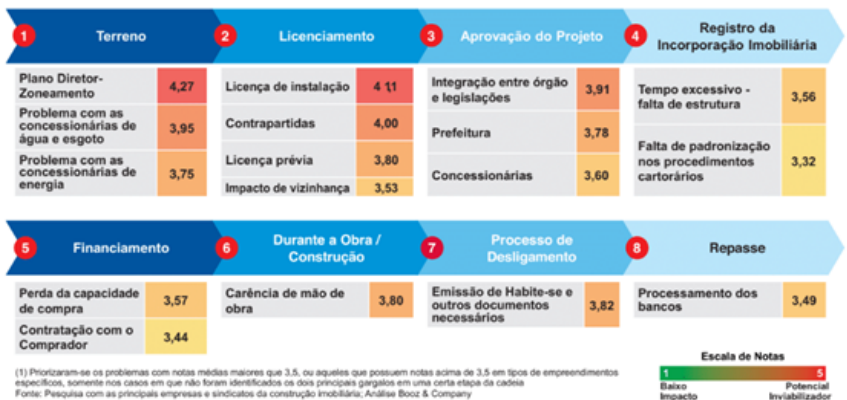 1 Terreno
2 Licenciamento
3 Aprovação do Projeto
4 Registro da
Incorporação Imobiliária
Plano Diretor-
Zoneamento
4,27
Problema com as
concessionárias de
água e esgoto
3,95
Problema com as
concessionárias de
energia
3,75
Licença de instalação
4 11
Contrapartidas
4,00
Licença prévia
3,80
Impacto de vizinhança
3,53
Integração entre órgão
e legislações
3,91
Prefeitura
3,78
Concessionárias
3,60
Tempo excessivo -
falta de estrutura
3,56
Falta de padronização
nos procedimentos
cartorários
3,32
5 Financiamento
6 Durante a Obra /
Construção
7 Processo de
Desligamento
8 Repasse
Perda da capacidade
de compra
3,57
Contratação com o
Comprador
3,44
Carência de mão de
obra
3,80
Emissão de Habite-se e
outros documentos
necessários
3,82
Processamento dos
bancos
3,49
(1) Priorizaram-se os problemas com notas médias maiores que 3,5, ou aqueles que possuem notas acima de 3,5 em tipos de empreendimentos
específicos, somente nos casos em que não foram identificados os dois principais gargalos em uma certa etapa da cadeia
Fonte: Pesquisa com as principais empresas e sindicatos da construção imobiliária; Análise Booz & Company
Escala de Notas
1 5
Baixo
Impacto
Potencial
Inviabilizador